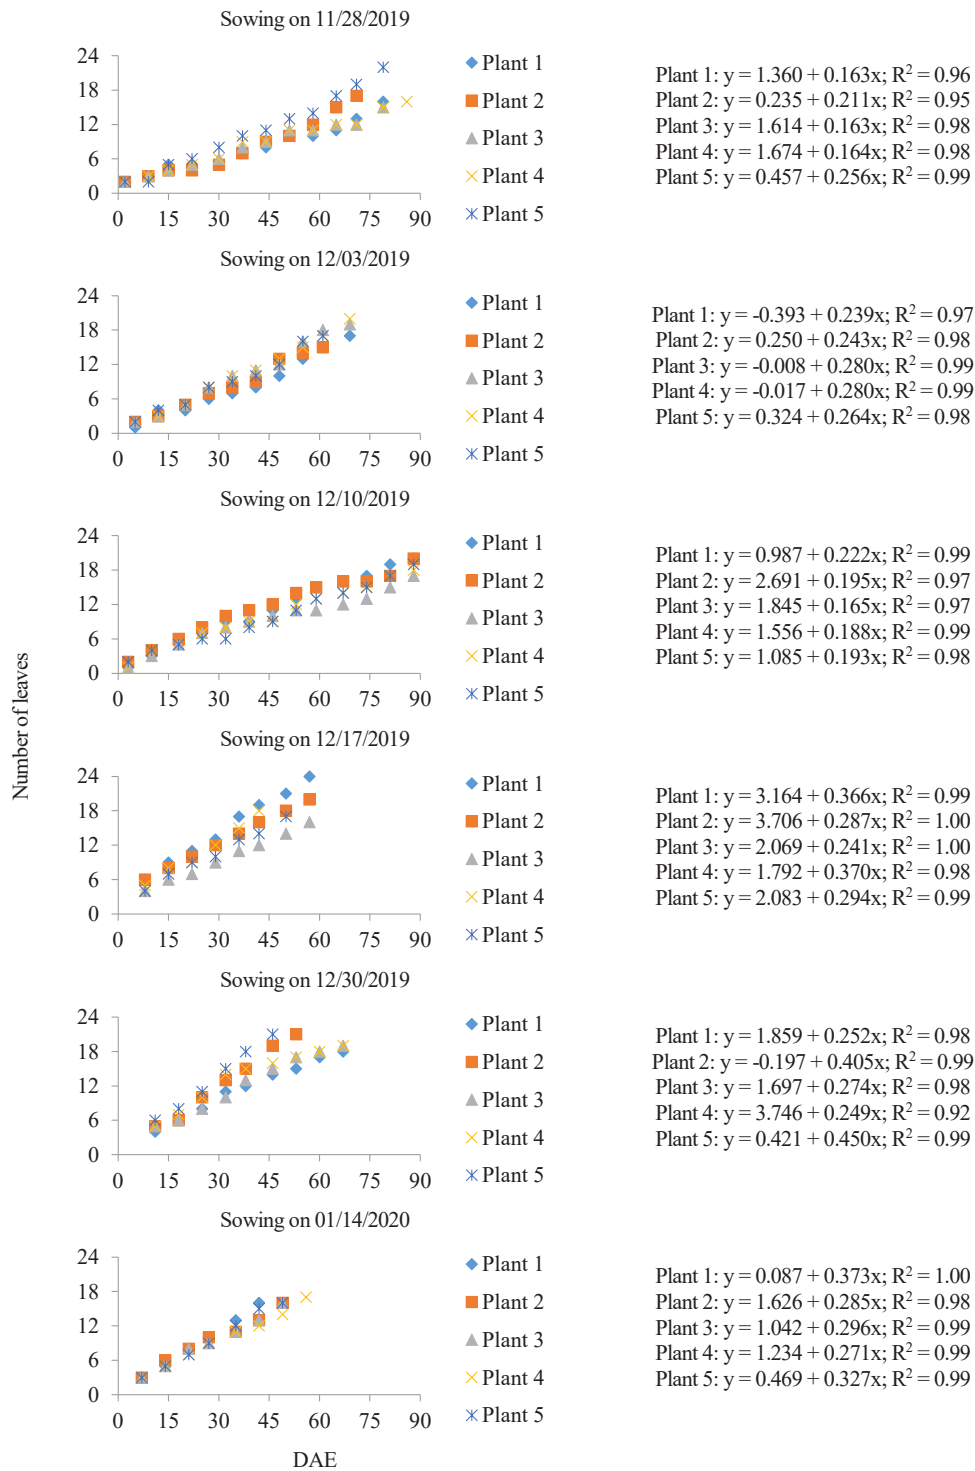 Number of leaves
Sowing on 11/28/2019
24
18
12
6
0
0 15 30 45 60 75 90
Plant 1
Plant 2
Plant 3
Plant 4
Plant 5
Plant 1: y = 1.360 + 0.163x; R² = 0.96
Plant 2: y = 0.235 + 0.211x; R² = 0.95
Plant 3: y = 1.614 + 0.163x; R² = 0.98
Plant 4: y = 1.674 + 0.164x; R² = 0.98
Plant 5: y = 0.457 + 0.256x; R² = 0.99
Sowing on 12/03/2019
24
18
12
6
0
0 15 30 45 60 75 90
Plant 1
Plant 2
Plant 3
Plant 4
Plant 5
Plant 1: y = -0.393 + 0.239x; R² = 0.97
Plant 2: y = 0.250 + 0.243x; R² = 0.98
Plant 3: y = -0.008 + 0.280x; R² = 0.99
Plant 4: y = -0.017 + 0.280x; R² = 0.99
Plant 5: y = 0.324 + 0.264x; R² = 0.98
Sowing on 12/10/2019
24
18
12
6
0
0 15 30 45 60 75 90
Plant 1
Plant 2
Plant 3
Plant 4
Plant 5
Plant 1: y = 0.987 + 0.222x; R² = 0.99
Plant 2: y = 2.691 + 0.195x; R² = 0.97
Plant 3: y = 1.845 + 0.165x; R² = 0.97
Plant 4: y = 1.556 + 0.188x; R² = 0.99
Plant 5: y = 1.085 + 0.193x; R² = 0.98
Sowing on 12/17/2019
24
18
12
6
0
0 15 30 45 60 75 90
Plant 1
Plant 2
Plant 3
Plant 4
Plant 5
Plant 1: y = 3.164 + 0.366x; R² = 0.99
Plant 2: y = 3.706 + 0.287x; R² = 1.00
Plant 3: y = 2.069 + 0.241x; R² = 1.00
Plant 4: y = 1.792 + 0.370x; R² = 0.98
Plant 5: y = 2.083 + 0.294x; R² = 0.99
Sowing on 12/30/2019
24
18
12
6
0
0 15 30 45 60 75 90
Plant 1
Plant 2
Plant 3
Plant 4
Plant 5
Plant 1: y = 1.859 + 0.252x; R² = 0.98
Plant 2: y = -0.197 + 0.405x; R² = 0.99
Plant 3: y = 1.697 + 0.274x; R² = 0.98
Plant 4: y = 3.746 + 0.249x; R² = 0.92
Plant 5: y = 0.421 + 0.450x; R² = 0.99
Sowing on 01/14/2020
24
18
12
6
0
0 15 30 45 60 75 90
Plant 1
Plant 2
Plant 3
Plant 4
Plant 5
Plant 1: y = 0.087 + 0.373x; R² = 1.00
Plant 2: y = 1.626 + 0.285x; R² = 0.98
Plant 3: y = 1.042 + 0.296x; R² = 0.99
Plant 4: y = 1.234 + 0.271x; R² = 0.99
Plant 5: y = 0.469 + 0.327x; R² = 0.99
DAE